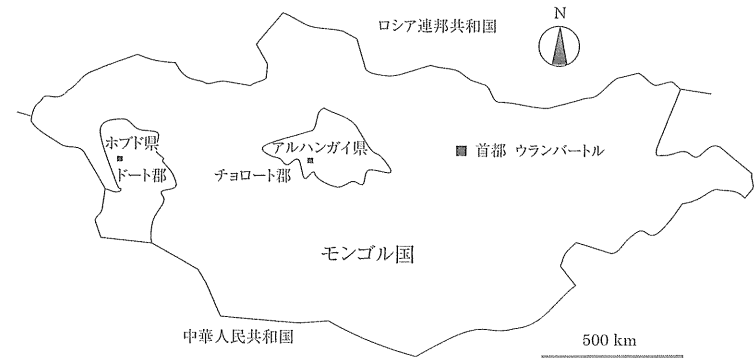 ロシア連邦共和国
N
ホブド県
ドート郡
アルハンガイ県
チョロート郡
首都 ウランバートル
モンゴル国
中華人民共和国
500 km